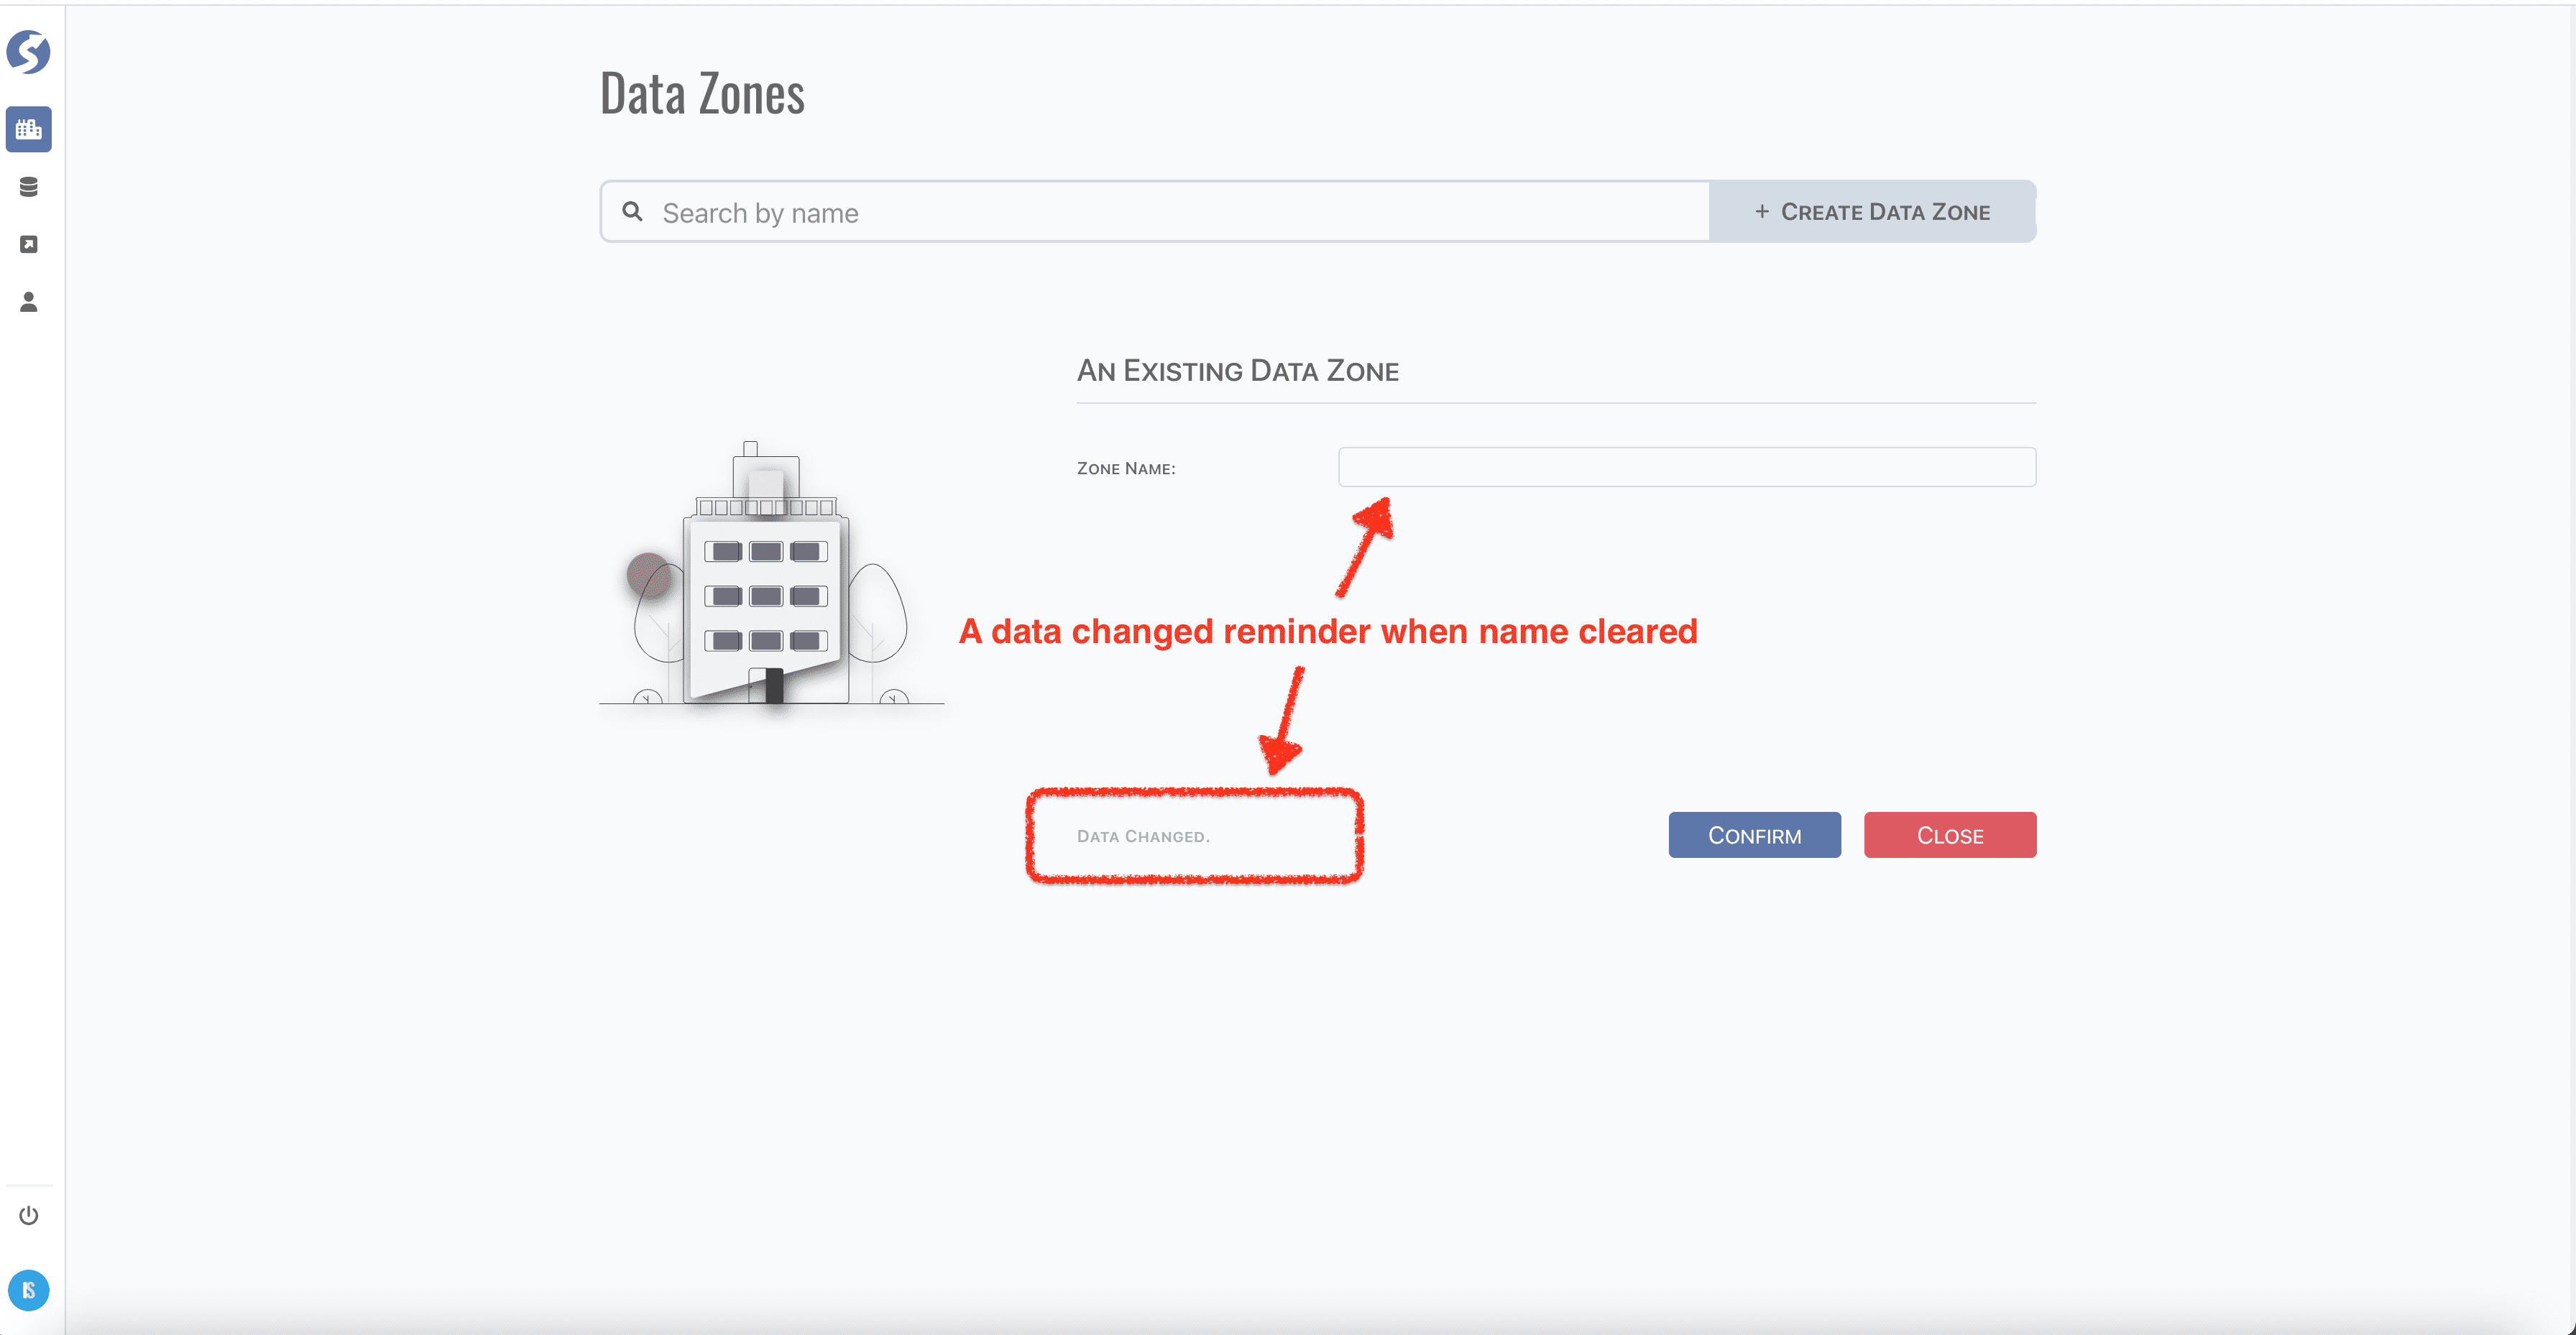 Data Zones
Search by name
+ Create Data Zone
An Existing Data Zone
Zone Name:
A data changed reminder when name cleared
Data Changed.
Confirm
Close
IS